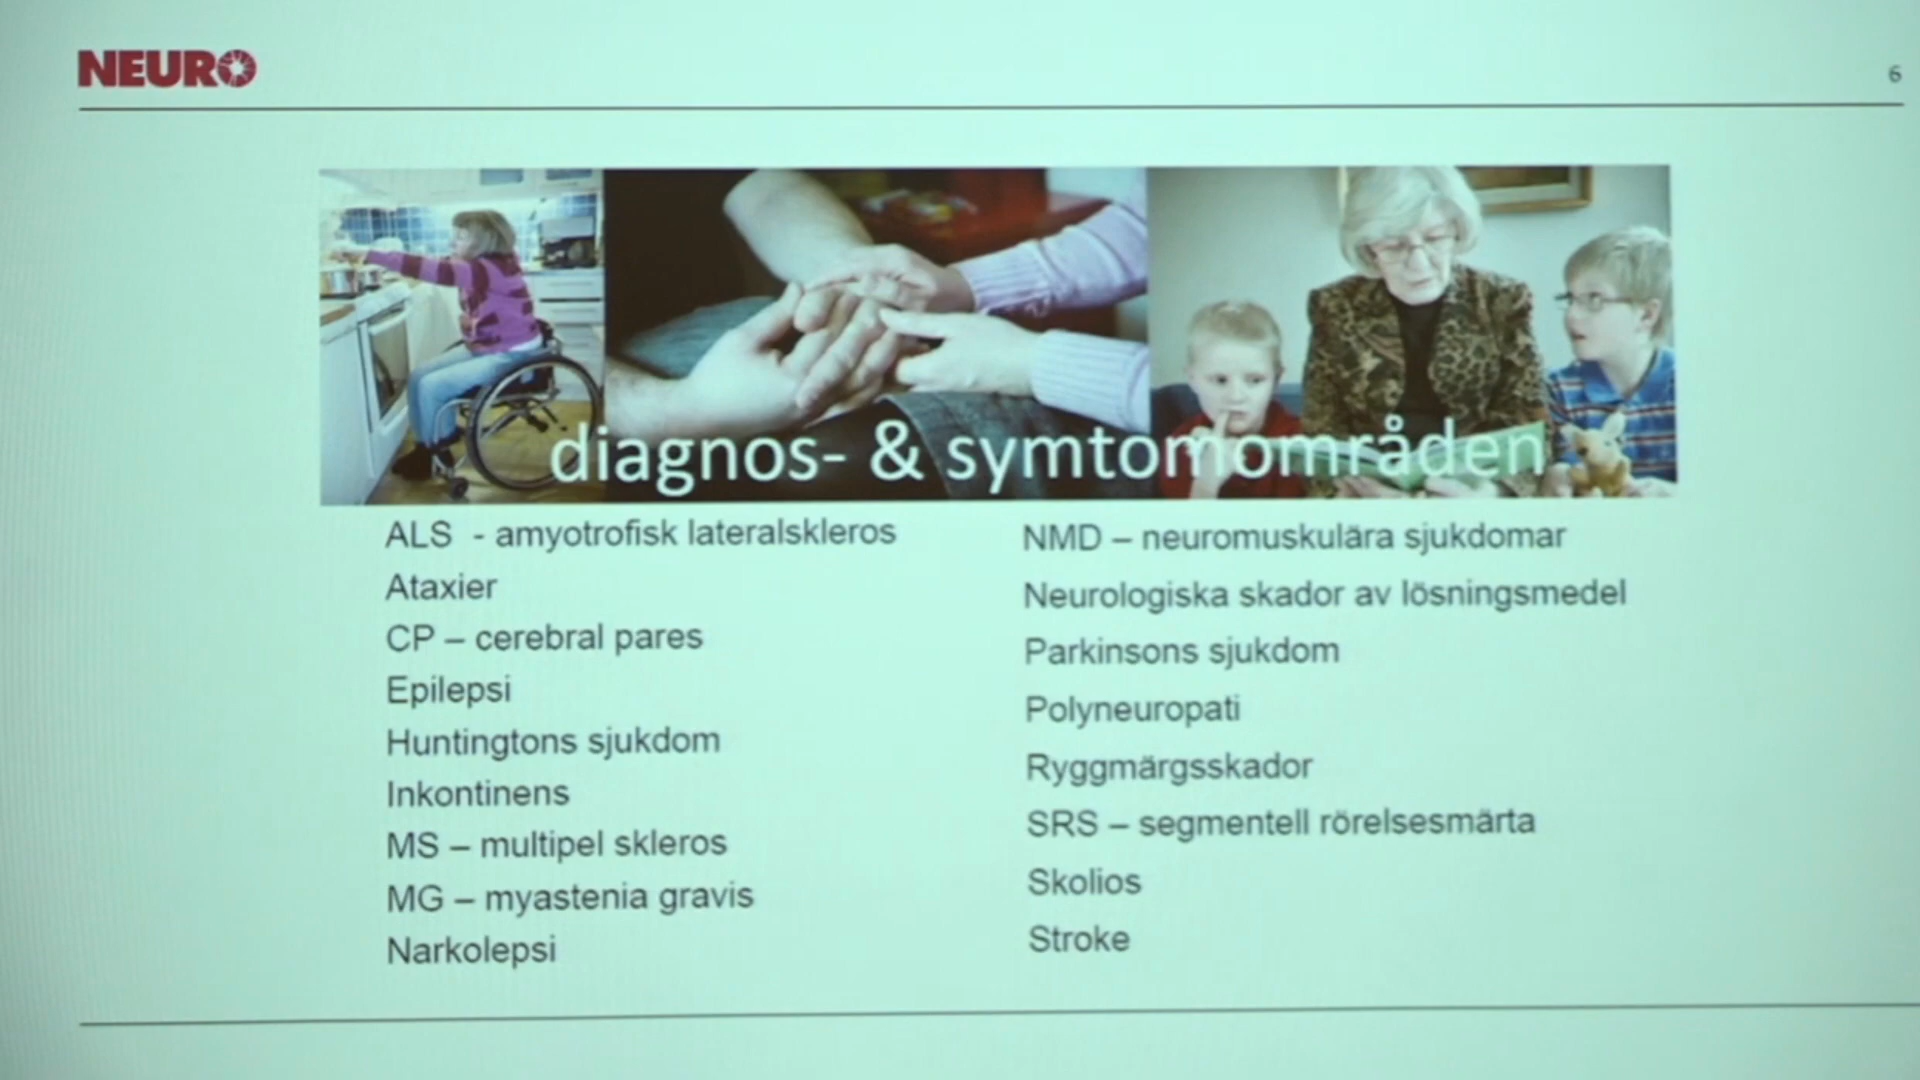 NEURO
6
diagnos- & symtomområden
ALS - amyotrofisk lateralskleros
Ataxier
CP – cerebral pares
Epilepsi
Huntingtons sjukdom
Inkontinens
MS – multipel skleros
MG – myastenia gravis
Narkolepsi
NMD – neuromuskulära sjukdomar
Neurologiska skador av lösningsmedel
Parkinsons sjukdom
Polyneuropati
Ryggmärgsskador
SRS – segmentell rörelsesmärta
Skolios
Stroke